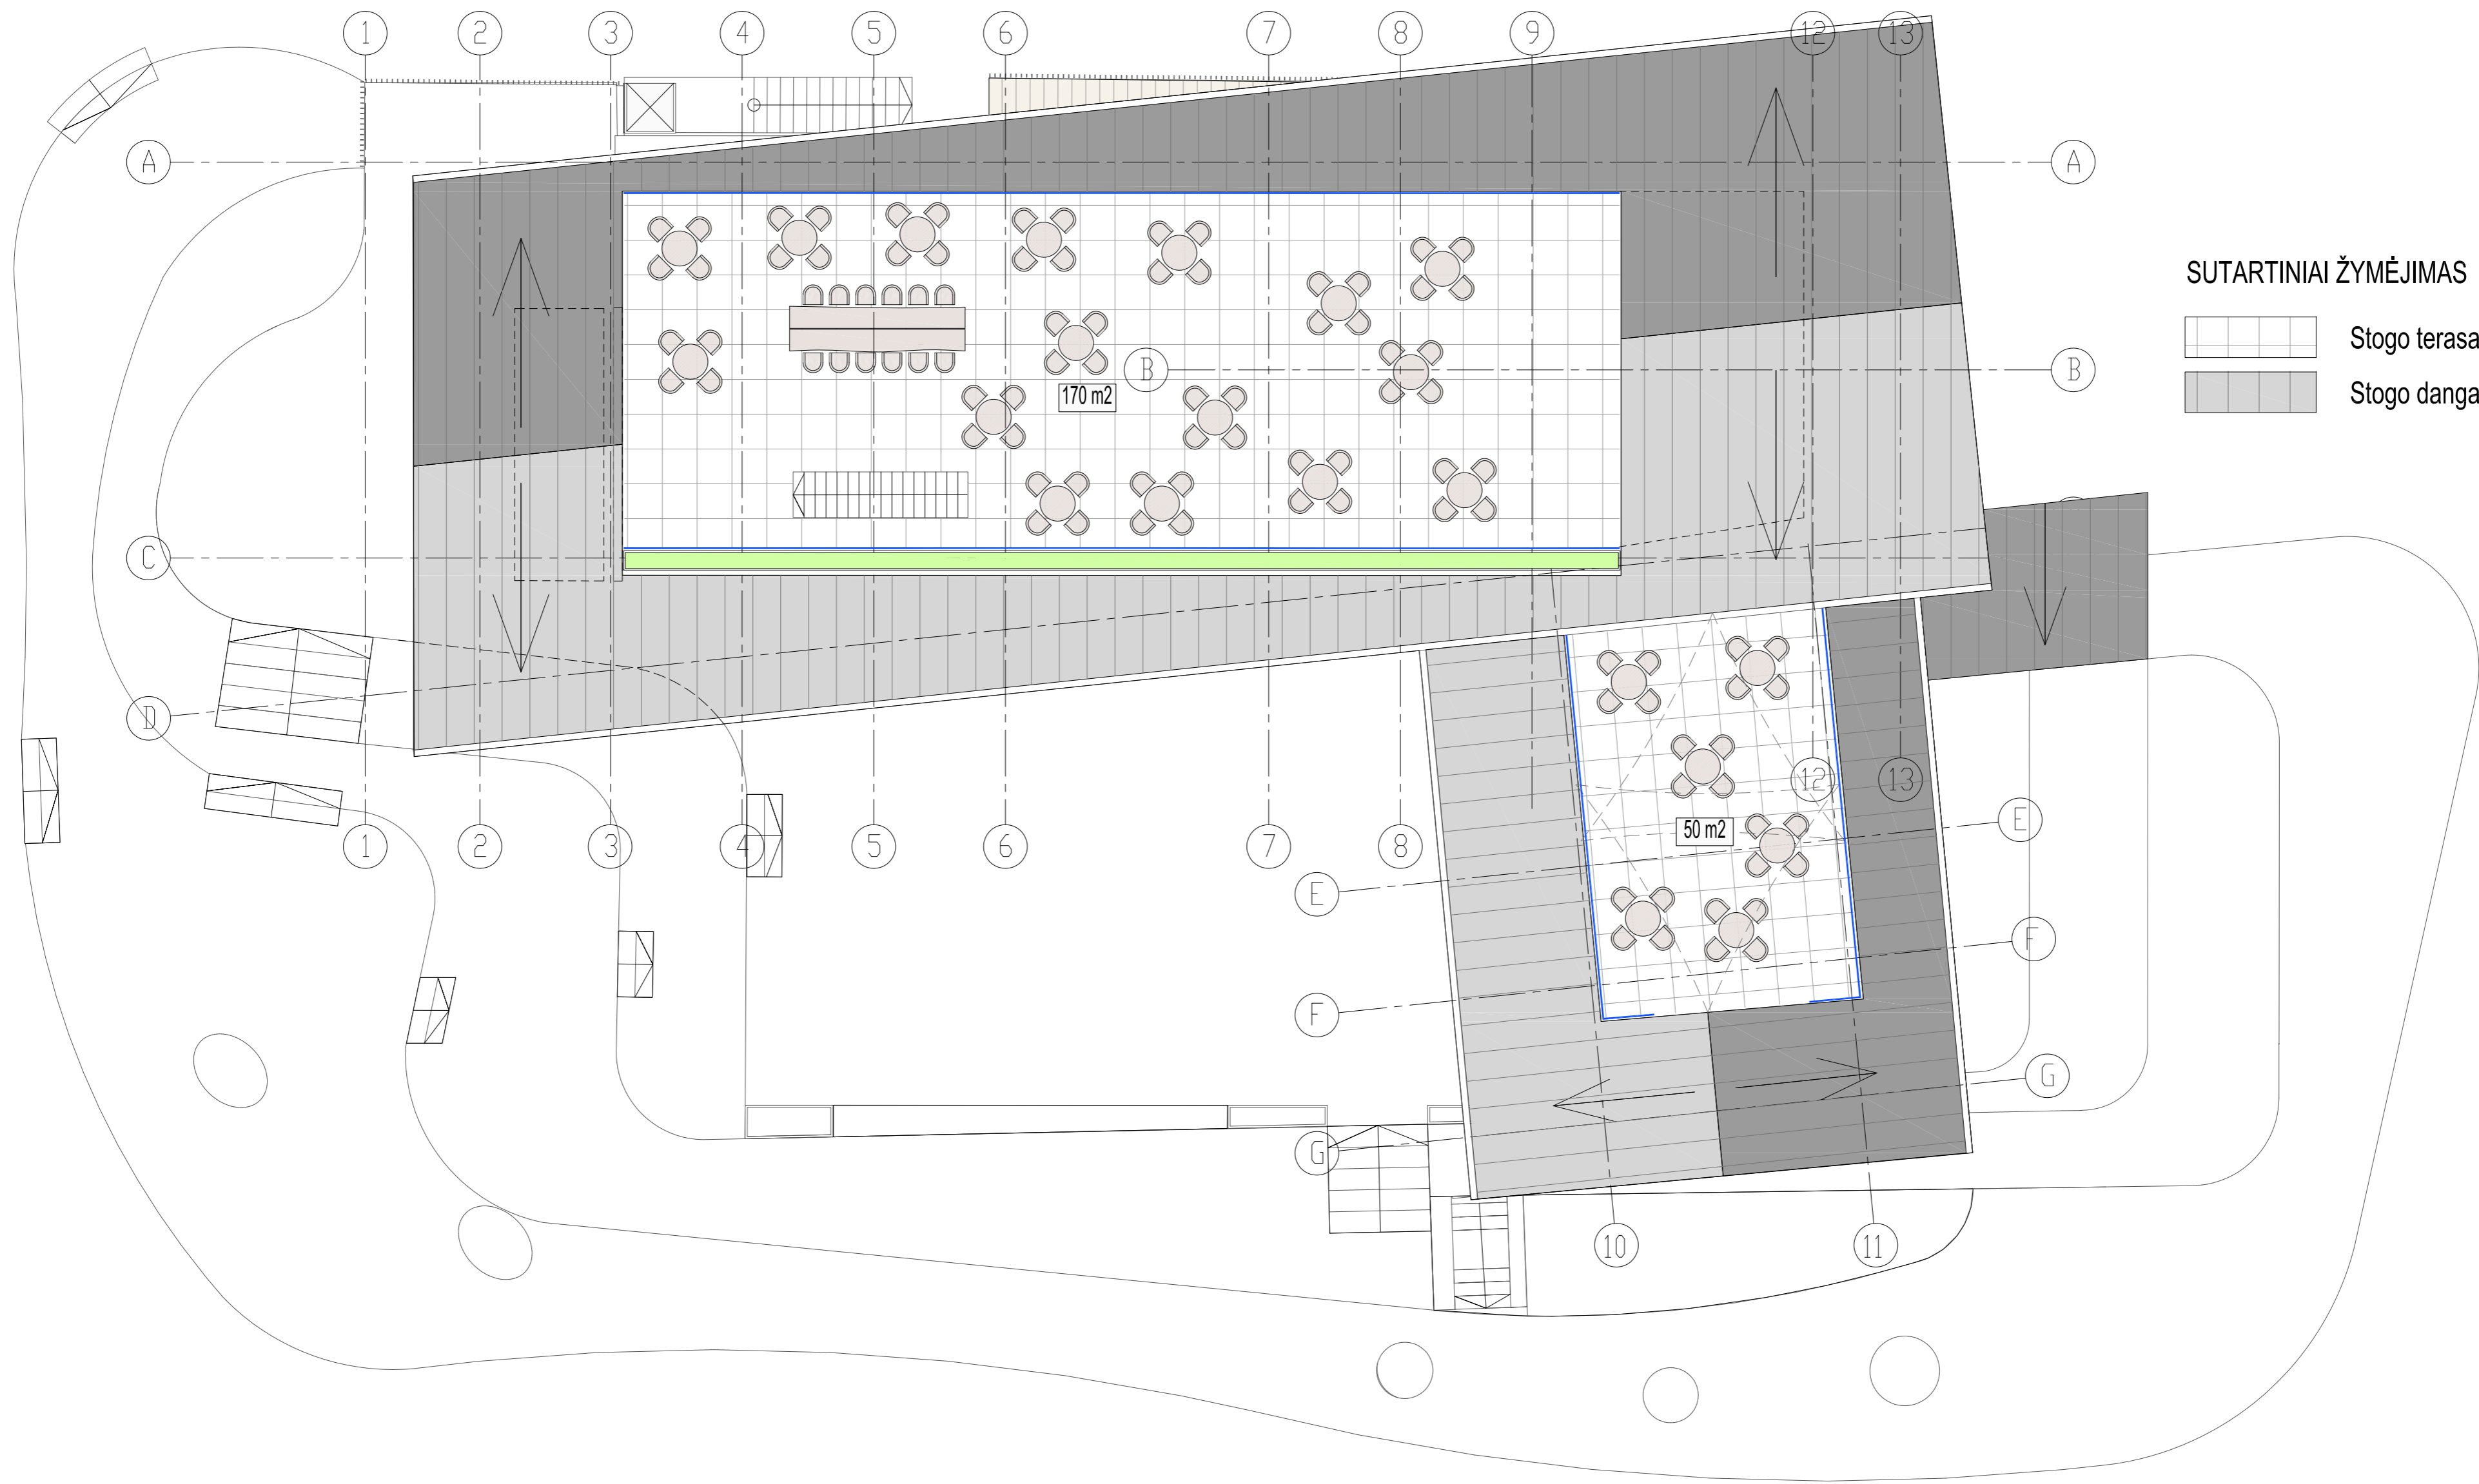 1 2 3 4 5 6 7 8 9 12 13
A A
SUTARTINIAI ŽYMĖJIMAS
Stogo terasa
B B
170 m2
Stogo danga
C
D
12 13
E
50 m2
1 2 3 4 5 6 7 8
E
F
F
G
G
10 11